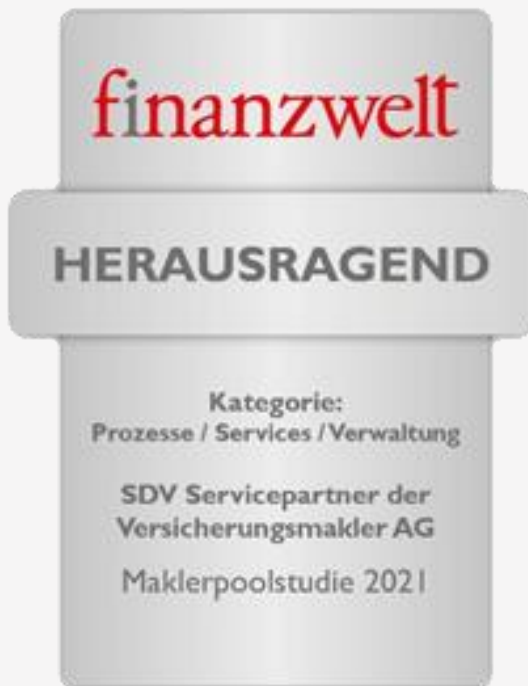 finanzwelt
HERAUSRAGEND
Kategorie:
Prozesse / Services / Verwaltung
SDV Servicepartner der
Versicherungsmakler AG
Maklerpoolstudie 2021